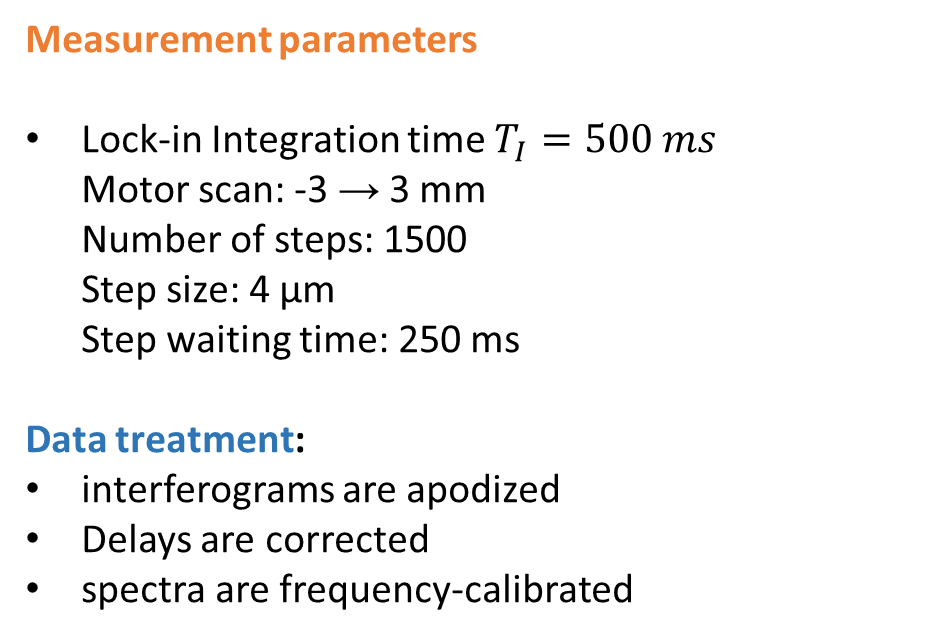 Measurement parameters
• Lock-in Integration time T_I = 500 ms
Motor scan: -3 → 3 mm
Number of steps: 1500
Step size: 4 µm
Step waiting time: 250 ms
Data treatment:
• interferograms are apodized
• Delays are corrected
• spectra are frequency-calibrated